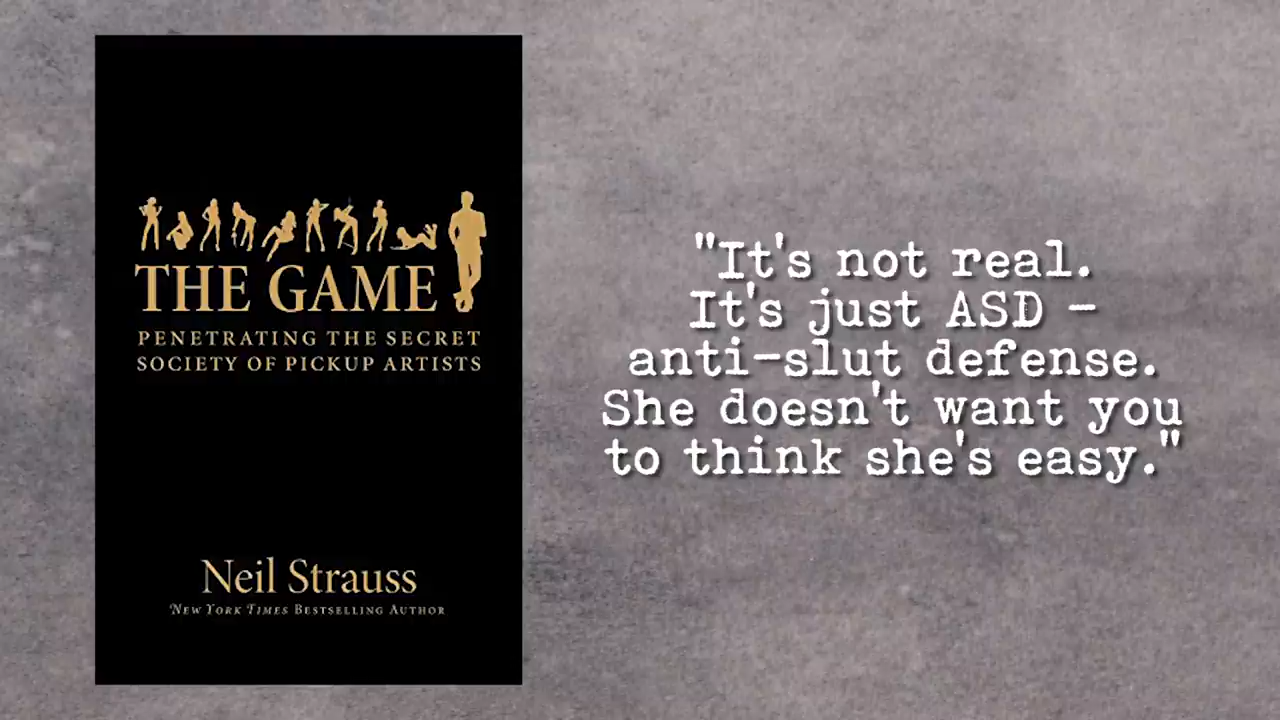 THE GAME
PENETRATING THE SECRET
SOCIETY OF PICKUP ARTISTS
Neil Strauss
NEW YORK TIMES BESTSELLING AUTHOR
"It's not real.
It's just ASD -
anti-slut defense.
She doesn't want you
to think she's easy."